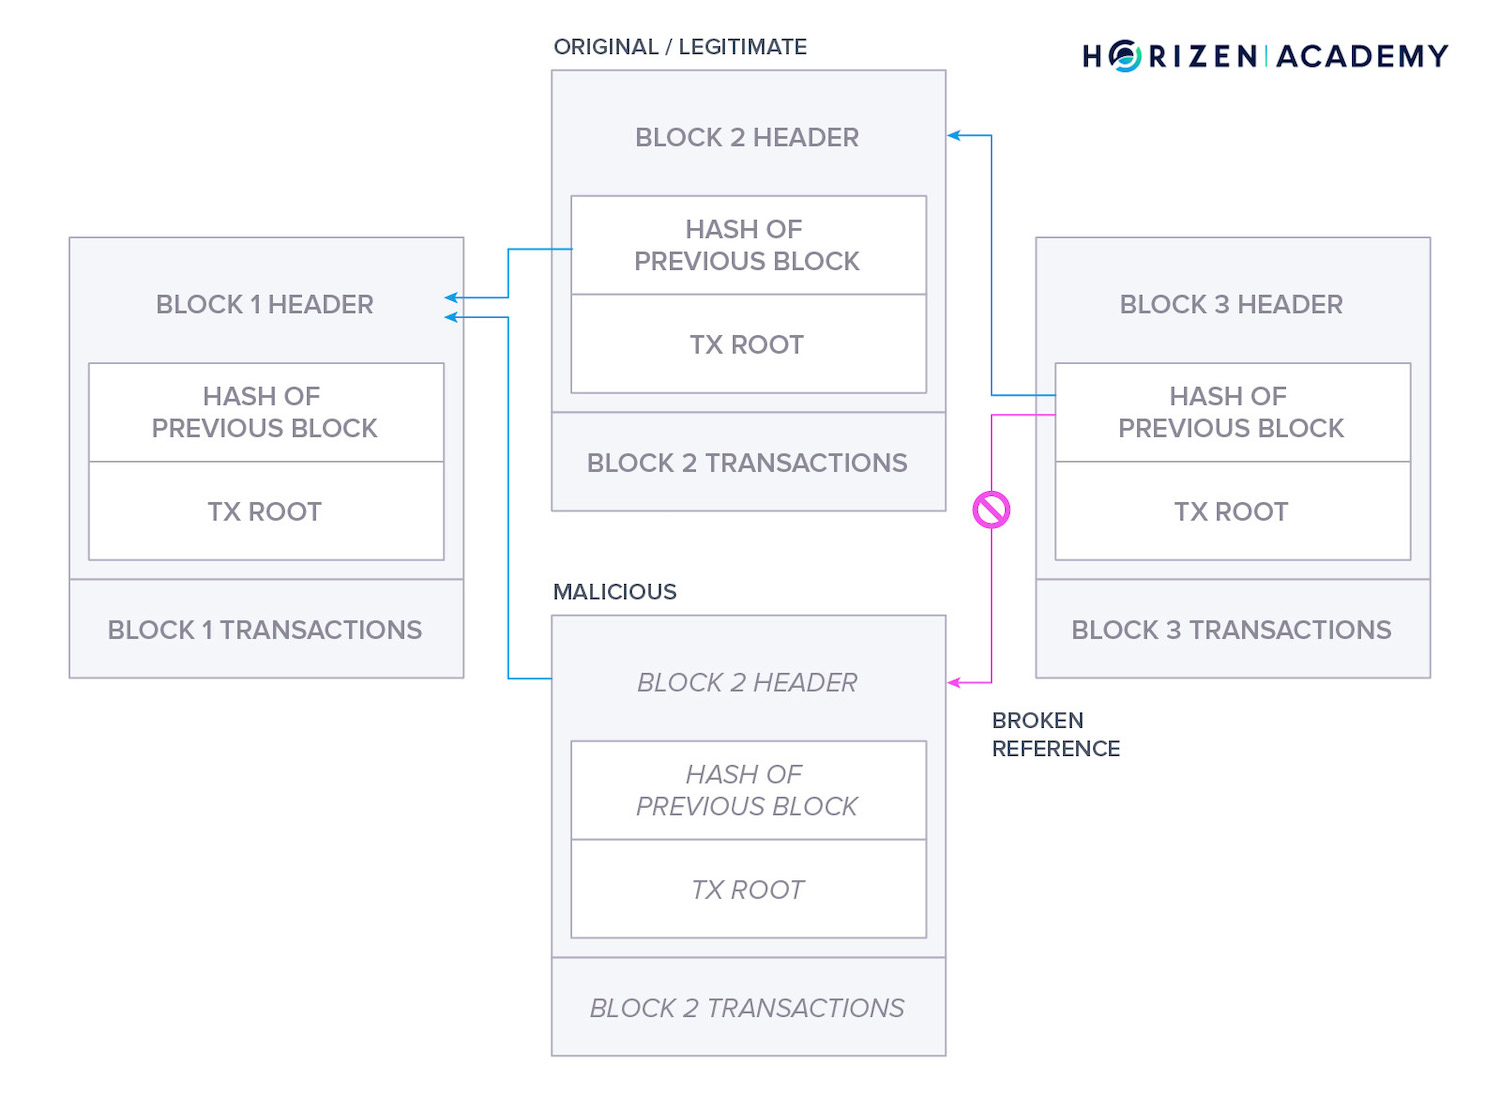 ORIGINAL / LEGITIMATE
HORIZEN ACADEMY
BLOCK 2 HEADER
HASH OF
PREVIOUS BLOCK
TX ROOT
BLOCK 2 TRANSACTIONS
BLOCK 1 HEADER
HASH OF
PREVIOUS BLOCK
TX ROOT
BLOCK 1 TRANSACTIONS
BLOCK 3 HEADER
HASH OF
PREVIOUS BLOCK
TX ROOT
BLOCK 3 TRANSACTIONS
MALICIOUS
BLOCK 2 HEADER
HASH OF
PREVIOUS BLOCK
TX ROOT
BLOCK 2 TRANSACTIONS
BROKEN
REFERENCE